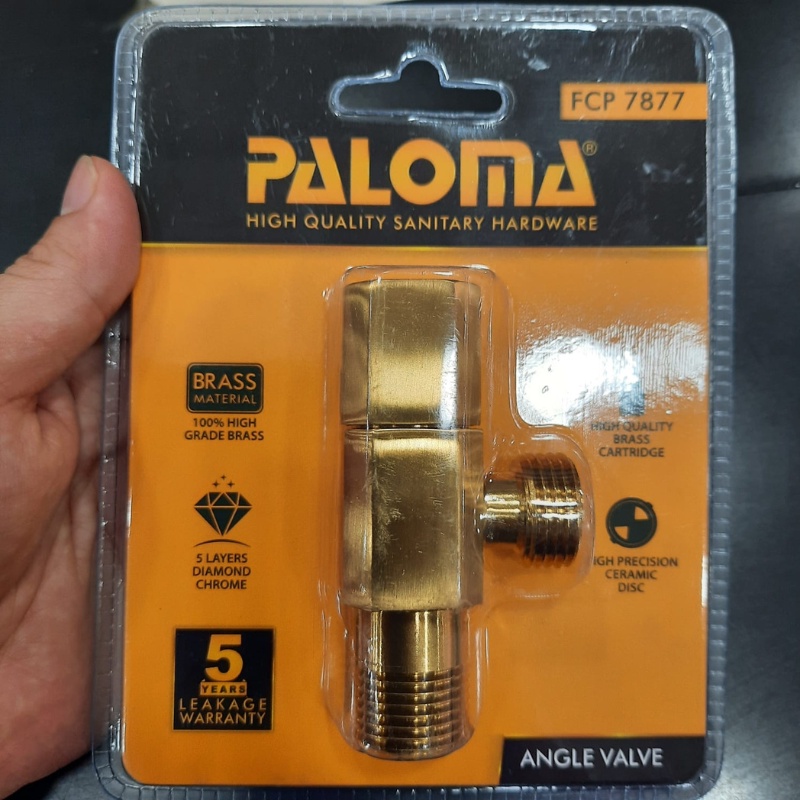 FCP 7877
PALOMA®
HIGH QUALITY SANITARY HARDWARE
BRASS
MATERIAL
100% HIGH
GRADE BRASS
5 LAYERS
DIAMOND
CHROME
5
YEARS
LEAKAGE
WARRANTY
HIGH QUALITY
BRASS
CARTRIDGE
IGH PRECISION
CERAMIC
DISC
ANGLE VALVE